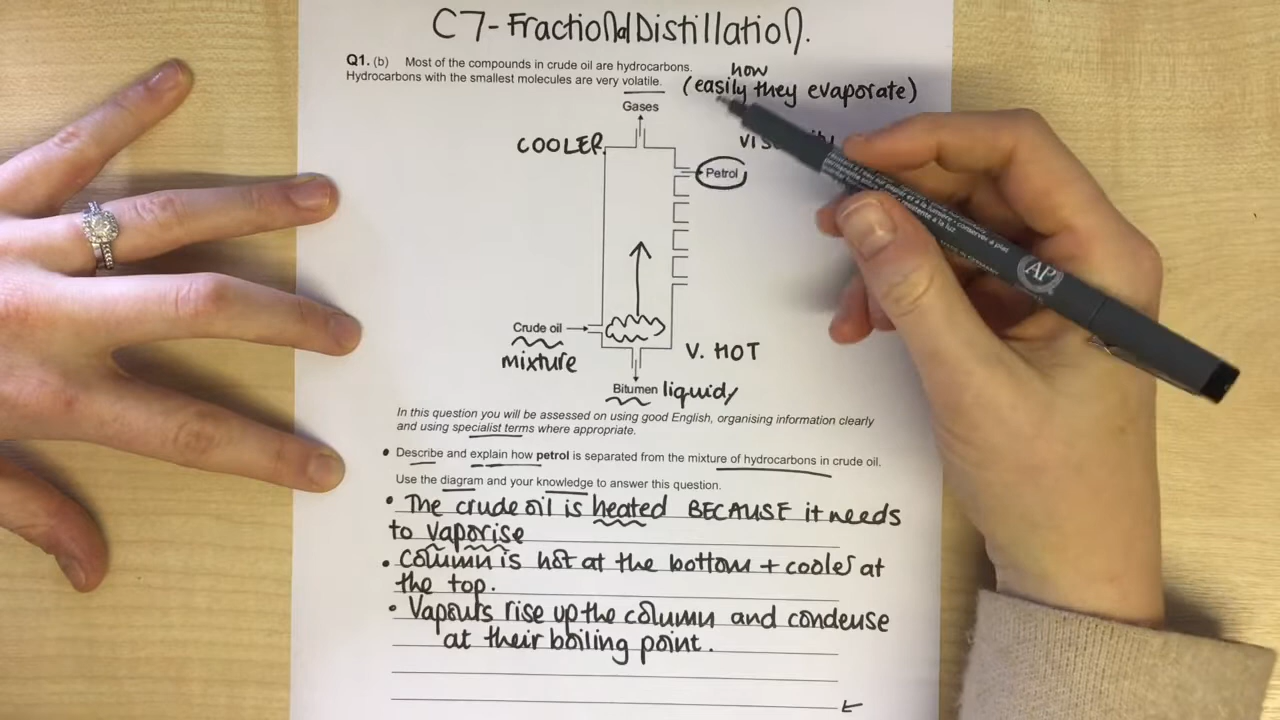 C7-Fractional Distillation.
Q1. (b) Most of the compounds in crude oil are hydrocarbons.
Hydrocarbons with the smallest molecules are very volatile.
how
(easily they evaporate)
Gases
COOLER
Petrol
Crude oil
mixture
V. HOT
Bitumen liquid
In this question you will be assessed on using good English, organising information clearly
and using specialist terms where appropriate.
• Describe and explain how petrol is separated from the mixture of hydrocarbons in crude oil.
Use the diagram and your knowledge to answer this question.
• The crude oil is heated BECAUSE it needs
to vaporise
• column is hot at the bottom + cooler at
the top.
• Vapours rise up the column and condense
at their boiling point.
AP